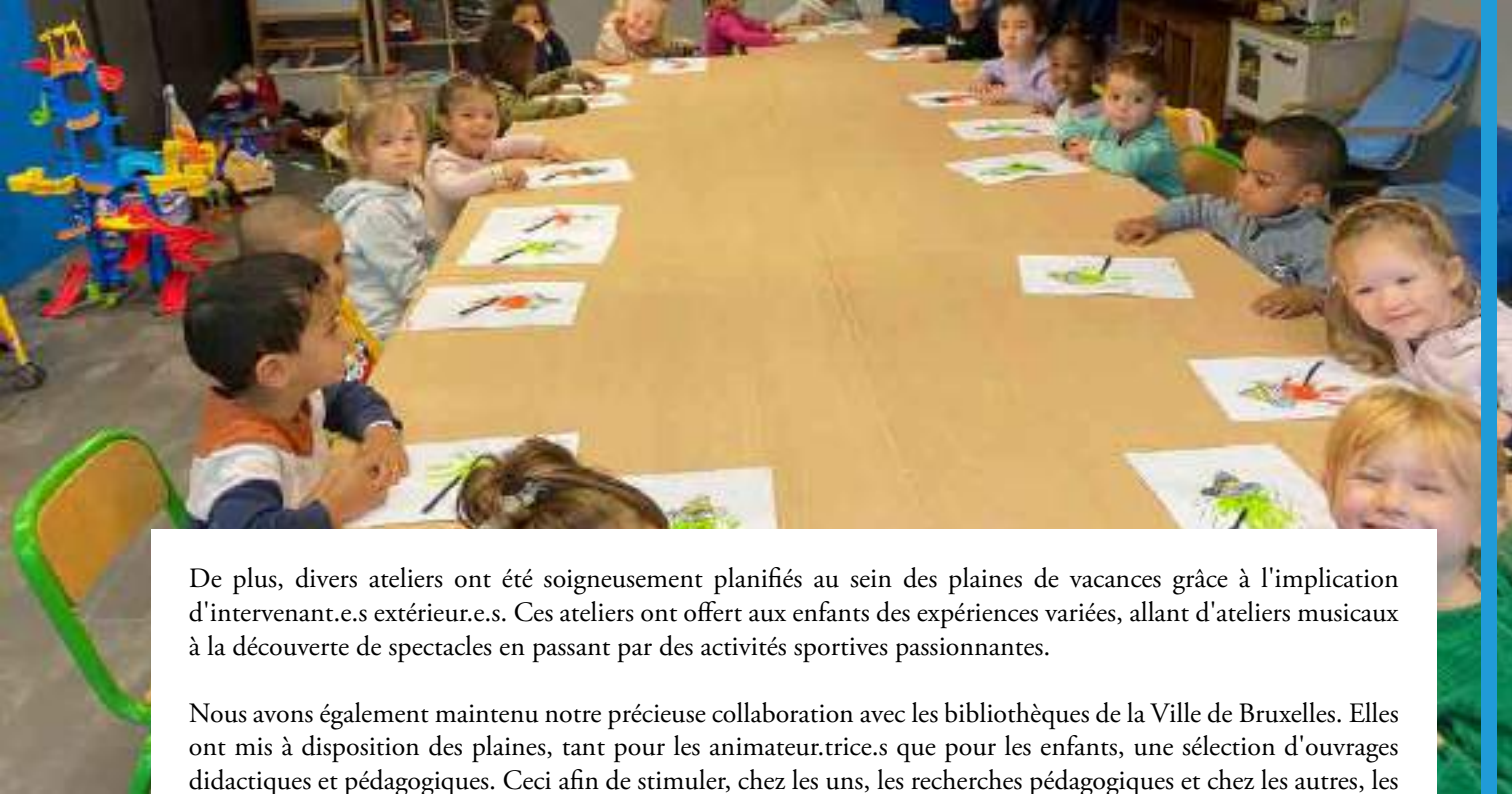 De plus, divers ateliers ont été soigneusement planifiés au sein des plaines de vacances grâce à l'implication
d'intervenant.e.s extérieur.e.s. Ces ateliers ont offert aux enfants des expériences variées, allant d'ateliers musicaux
à la découverte de spectacles en passant par des activités sportives passionnantes.
Nous avons également maintenu notre précieuse collaboration avec les bibliothèques de la Ville de Bruxelles. Elles
ont mis à disposition des plaines, tant pour les animateur.trice.s que pour les enfants, une sélection d'ouvrages
didactiques et pédagogiques. Ceci afin de stimuler, chez les uns, les recherches pédagogiques et chez les autres, les